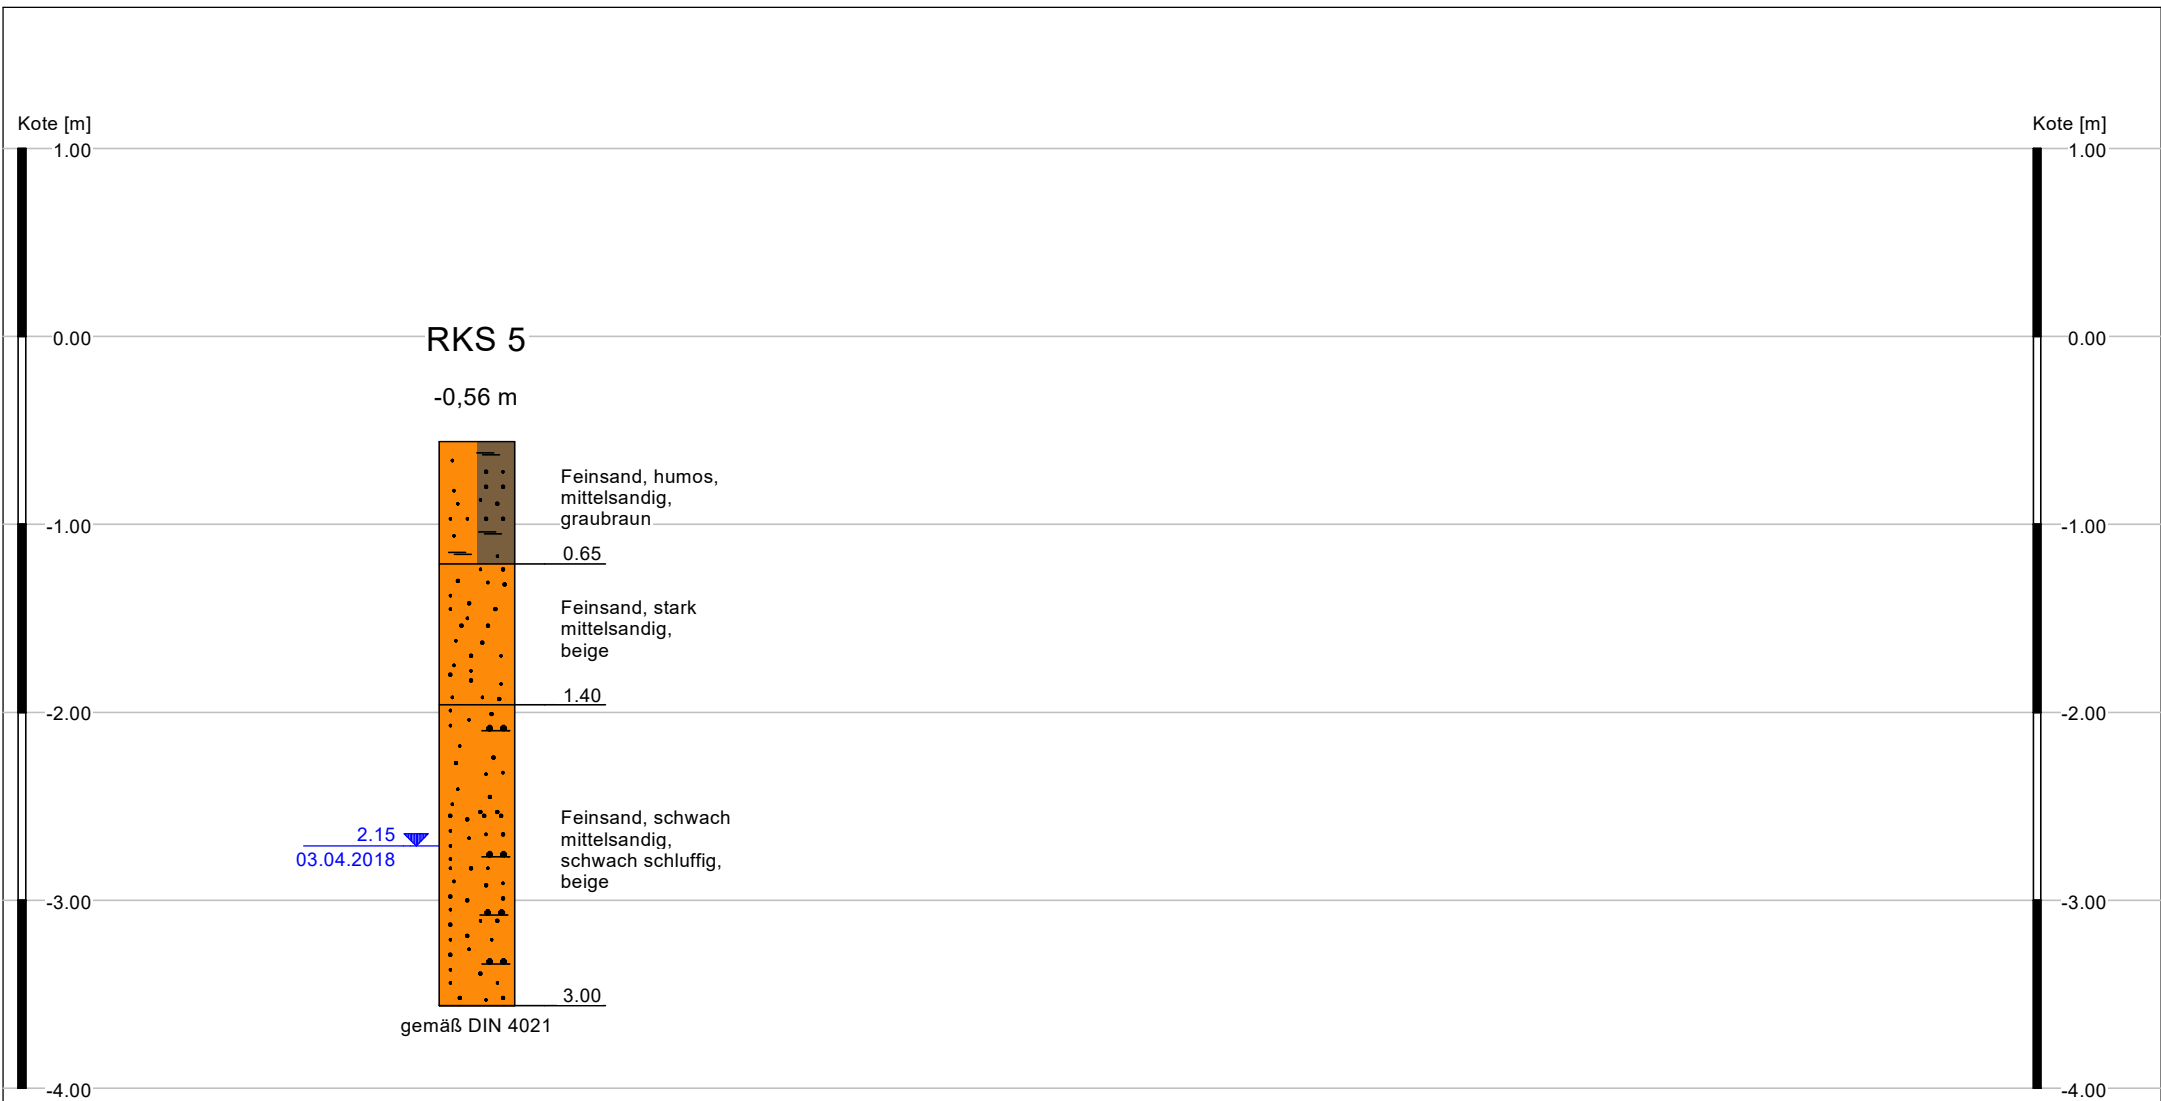 Kote [m]
Kote [m]
1.00
1.00
0.00
RKS 5
0.00
-0,56 m
Feinsand, humos,
mittelsandig,
graubraun
-1.00
-1.00
0.65
Feinsand, stark
mittelsandig,
beige
1.40
-2.00
-2.00
Feinsand, schwach
mittelsandig,
schwach schluffig,
beige
2.15
03.04.2018
-3.00
-3.00
3.00
gemäß DIN 4021
-4.00
-4.00